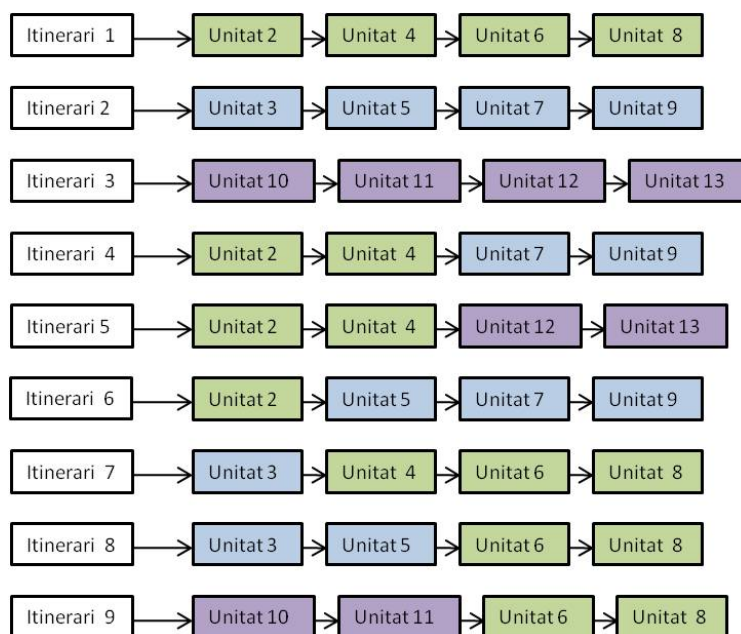 Itinerari 1 Unitat 2 Unitat 4 Unitat 6 Unitat 8
Itinerari 2 Unitat 3 Unitat 5 Unitat 7 Unitat 9
Itinerari 3 Unitat 10 Unitat 11 Unitat 12 Unitat 13
Itinerari 4 Unitat 2 Unitat 4 Unitat 7 Unitat 9
Itinerari 5 Unitat 2 Unitat 4 Unitat 12 Unitat 13
Itinerari 6 Unitat 2 Unitat 5 Unitat 7 Unitat 9
Itinerari 7 Unitat 3 Unitat 4 Unitat 6 Unitat 8
Itinerari 8 Unitat 3 Unitat 5 Unitat 6 Unitat 8
Itinerari 9 Unitat 10 Unitat 11 Unitat 6 Unitat 8